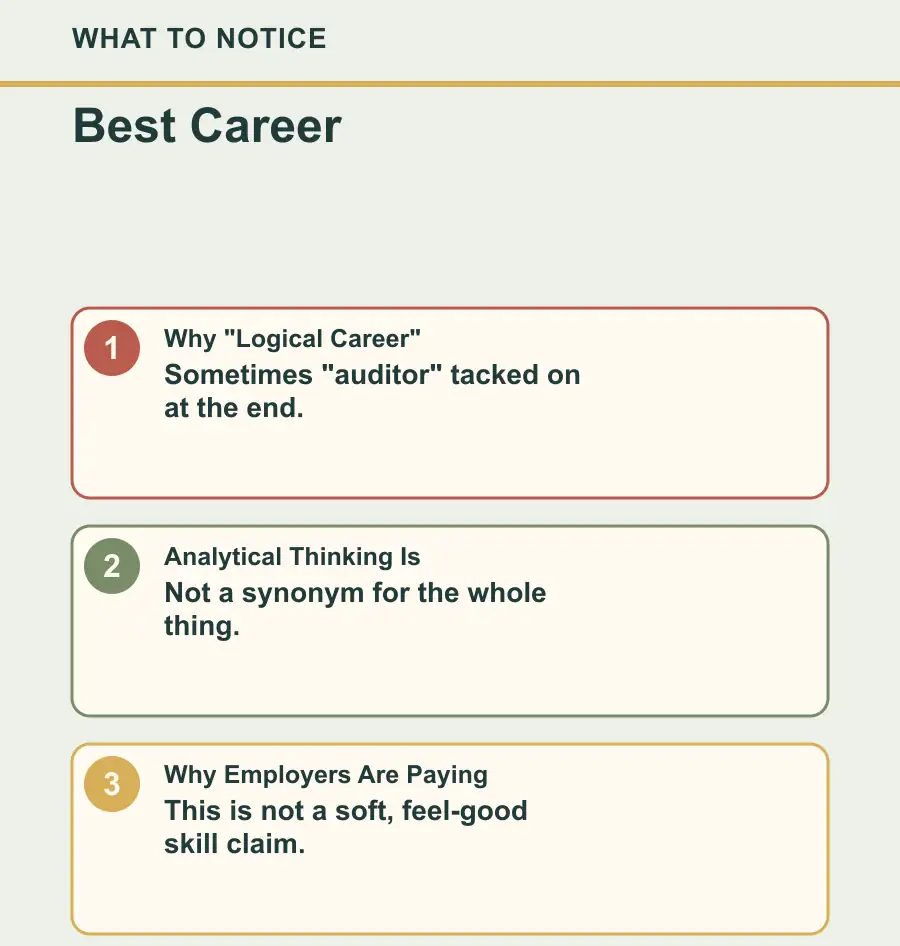 WHAT TO NOTICE
Best Career
1
Why "Logical Career"
Sometimes "auditor" tacked on
at the end.
2
Analytical Thinking Is
Not a synonym for the whole
thing.
3
Why Employers Are Paying
This is not a soft, feel-good
skill claim.